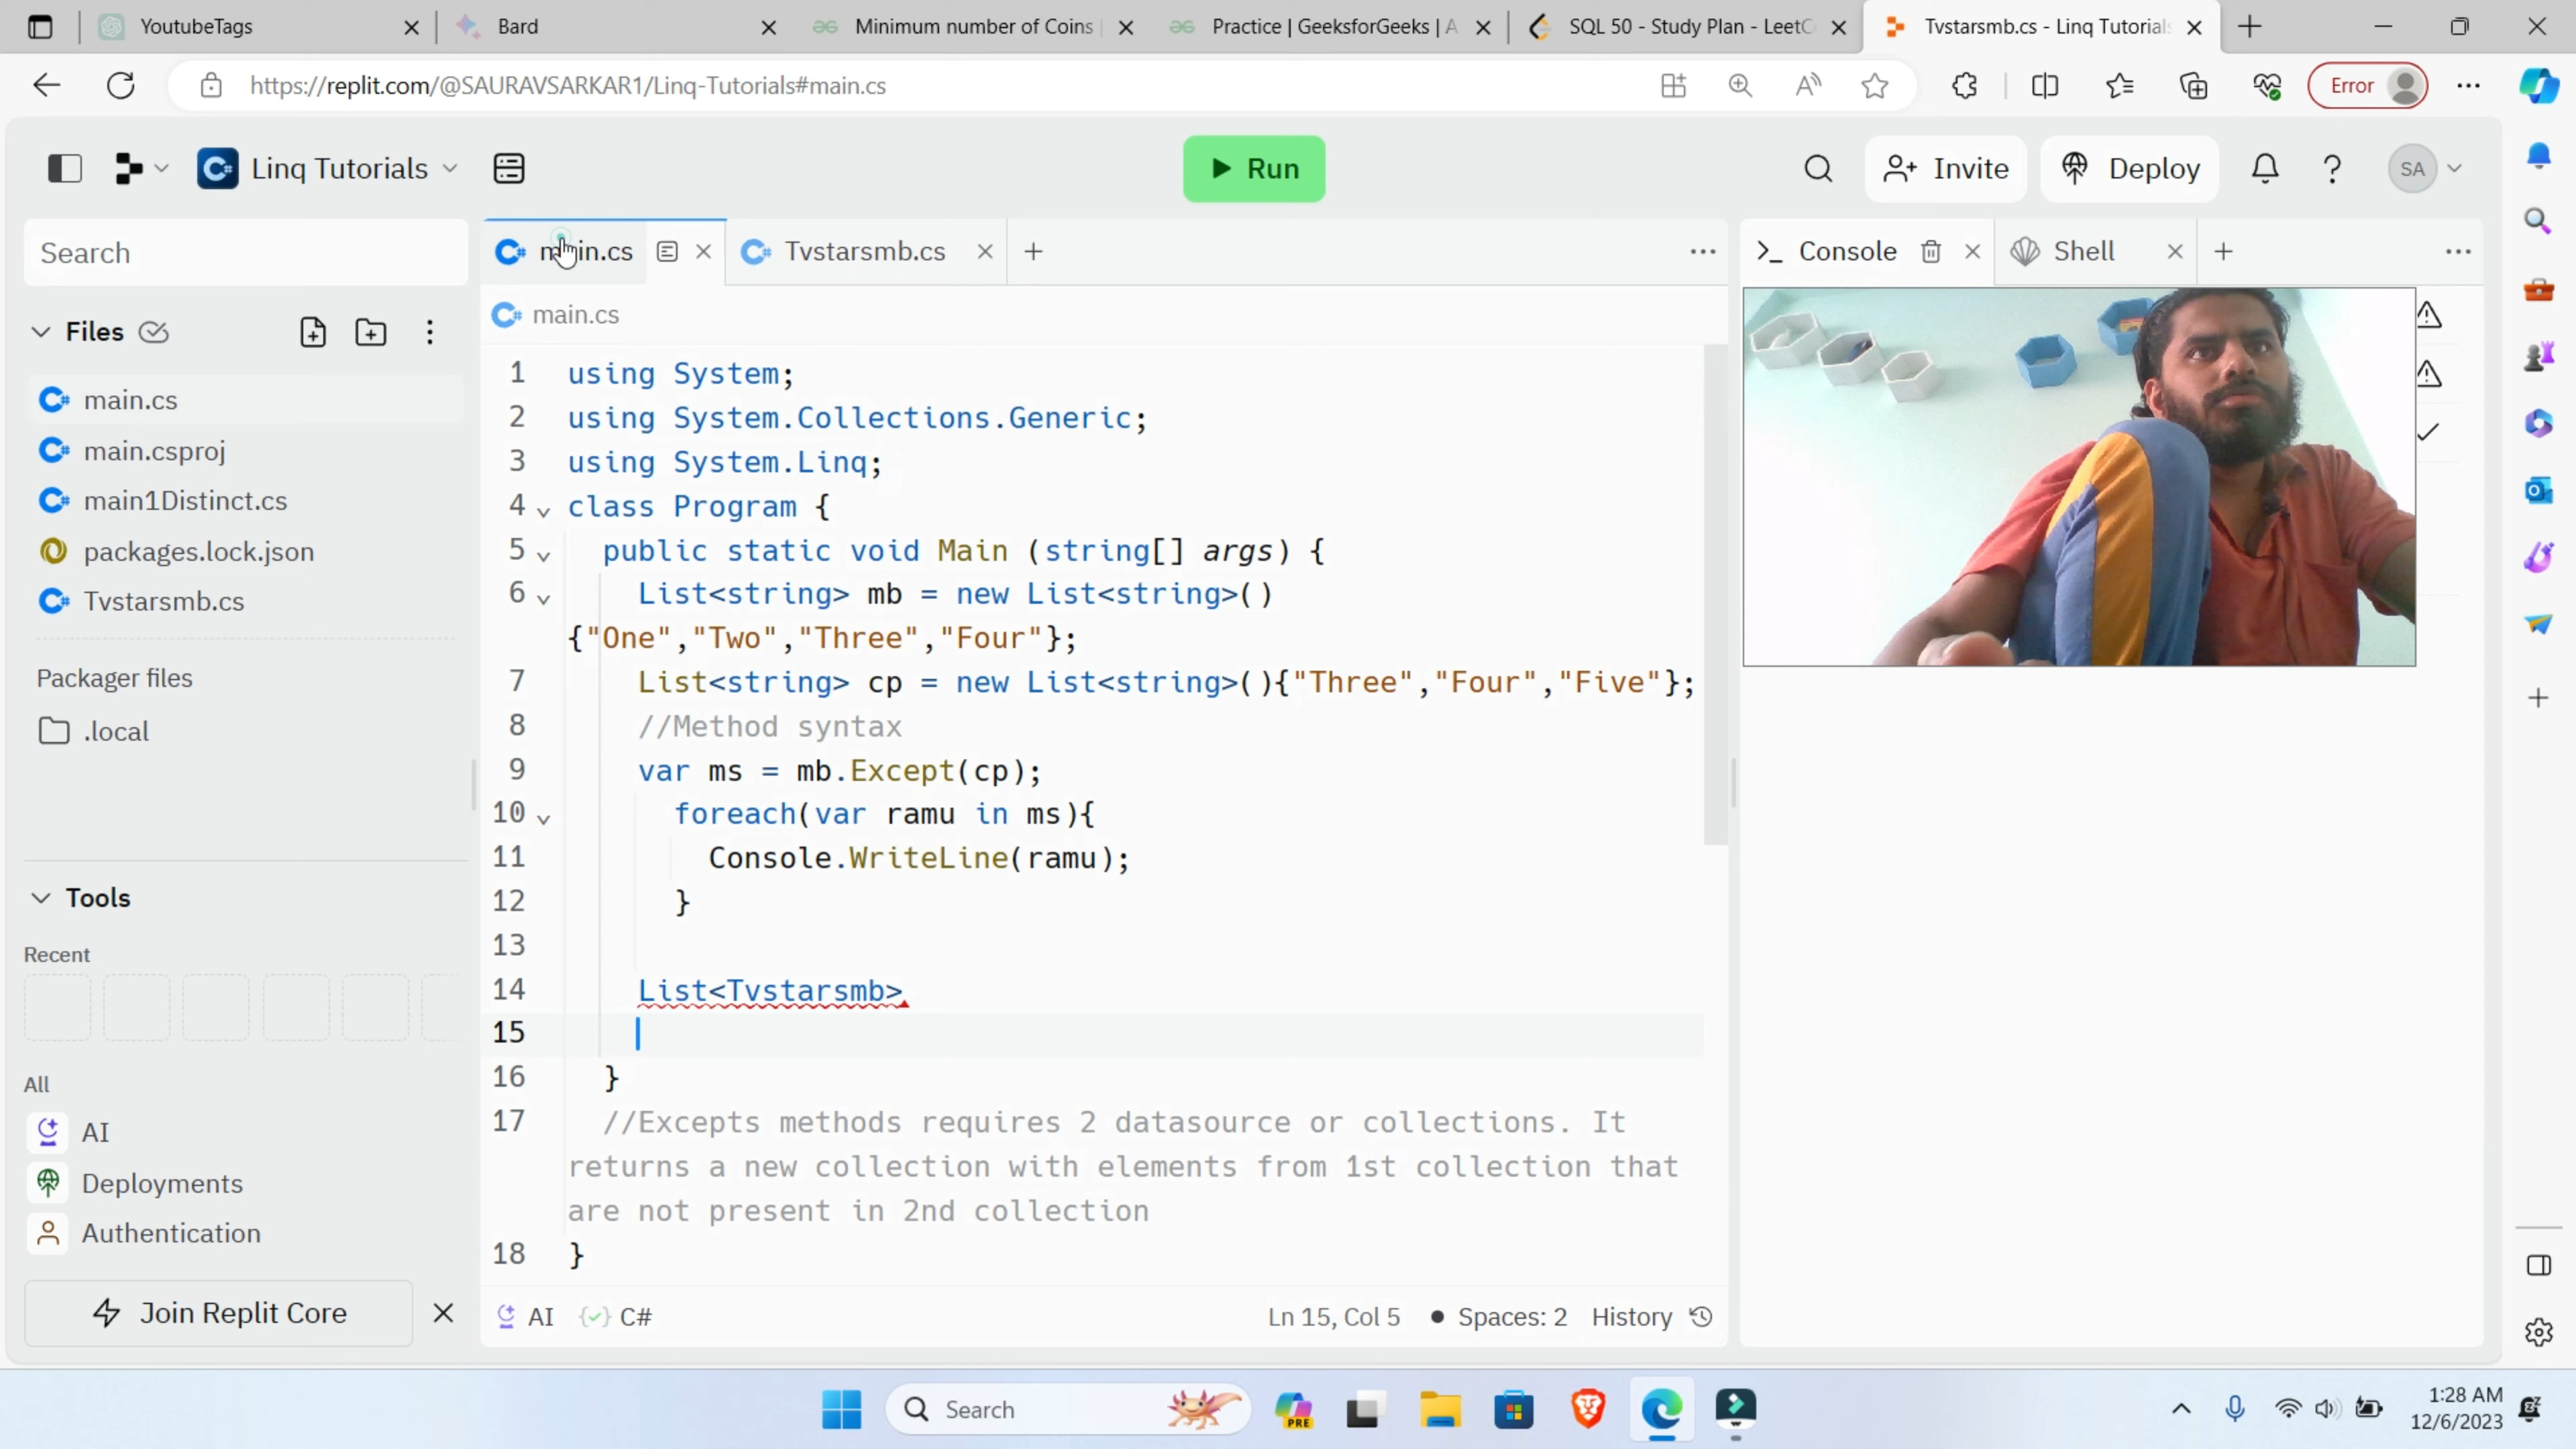 YoutubeTags
Bard
Minimum number of Coins
Practice | GeeksforGeeks | A
SQL 50 - Study Plan - LeetC
Tvstarsmb.cs - Linq Tutorials
https://replit.com/@SAURAVSARKAR1/Linq-Tutorials#main.cs
Error
Linq Tutorials
Run
Invite
Deploy
SA
Search
main.cs
Tvstarsmb.cs
Console
Shell
Files
main.cs
main.csproj
main1Distinct.cs
packages.lock.json
Tvstarsmb.cs
Packager files
.local
Tools
Recent
All
AI
Deployments
Authentication
Join Replit Core
main.cs
1 using System;
2 using System.Collections.Generic;
3 using System.Linq;
4 class Program {
5 public static void Main (string[] args) {
6 List<string> mb = new List<string>()
{"One","Two","Three","Four"};
7 List<string> cp = new List<string>(){"Three","Four","Five"};
8 //Method syntax
9 var ms = mb.Except(cp);
10 foreach(var ramu in ms){
11 Console.WriteLine(ramu);
12 }
13
14 List<Tvstarsmb>
15
16 }
17 //Excepts methods requires 2 datasource or collections. It
returns a new collection with elements from 1st collection that
are not present in 2nd collection
18 }
AI
C#
Ln 15, Col 5
Spaces: 2
History
Search
PRE
1:28 AM
12/6/2023